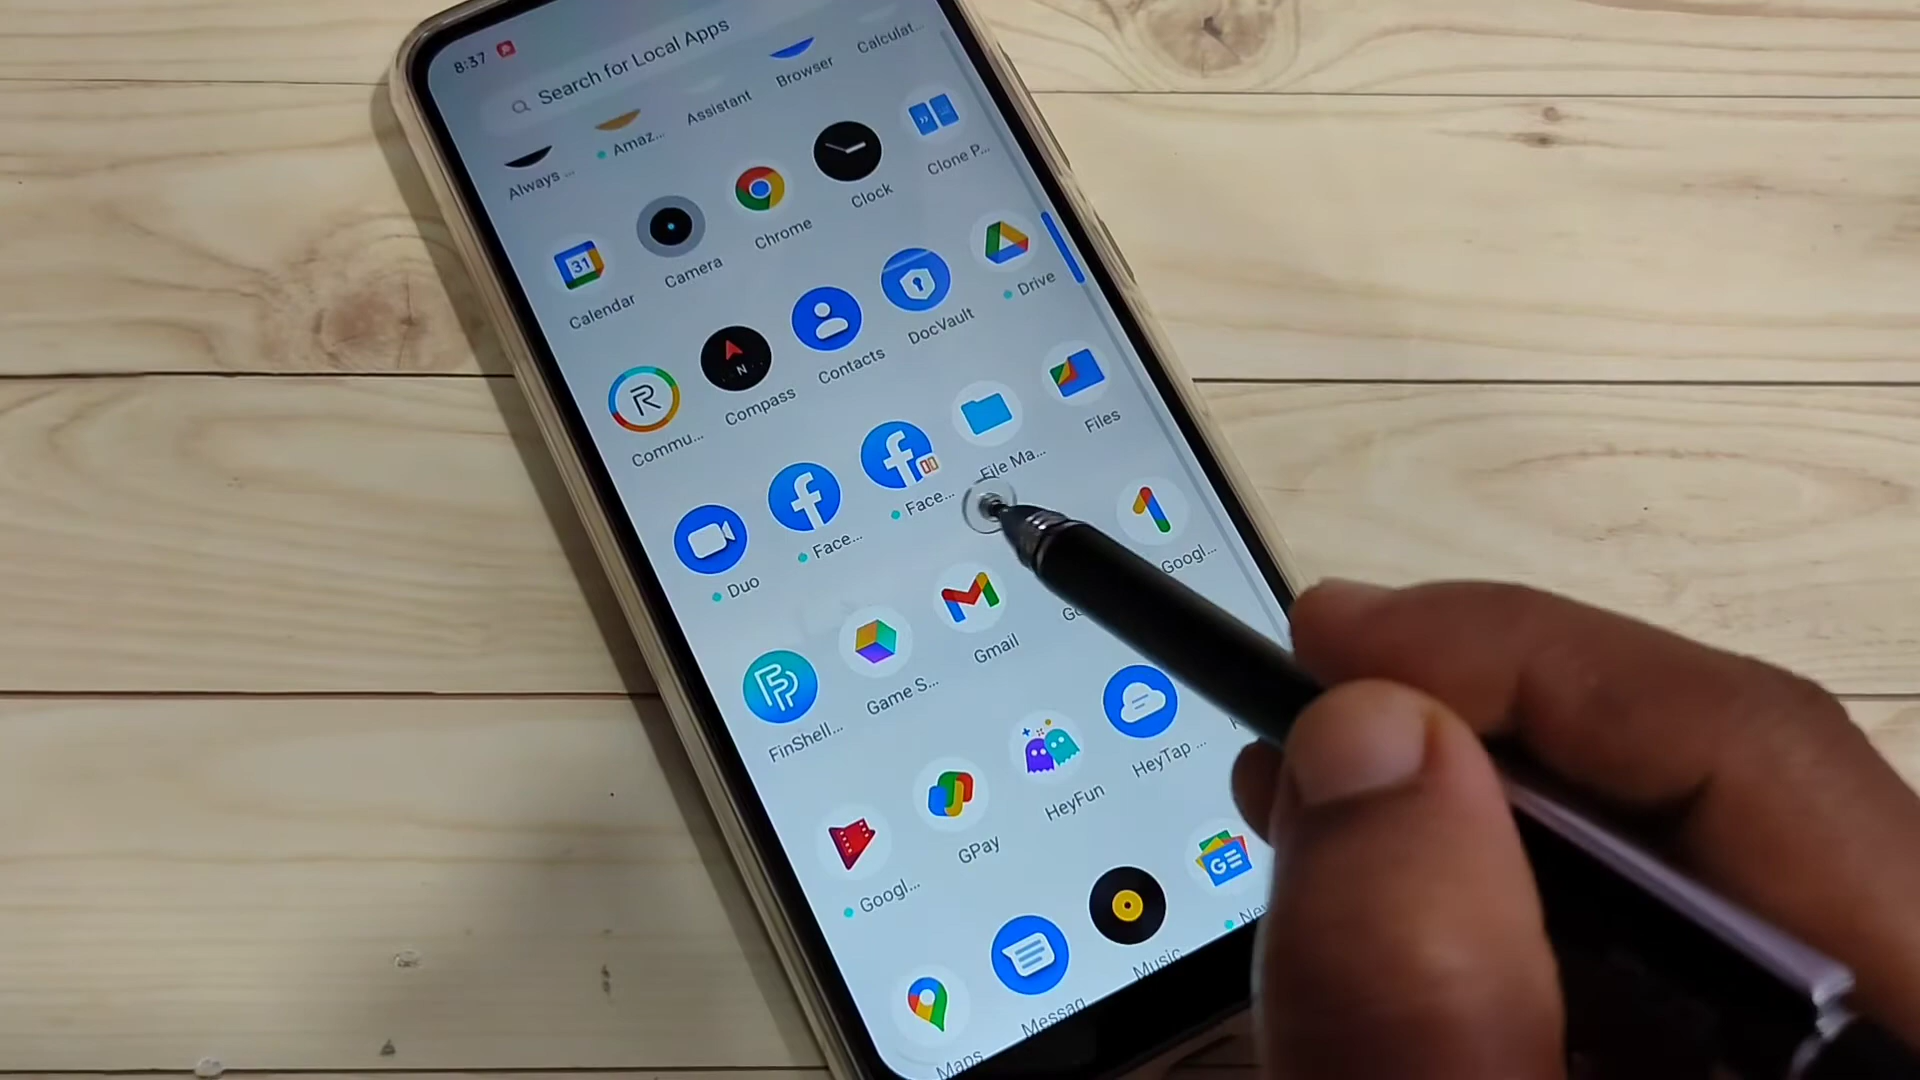 8:37
Search for Local Apps
Always ...
Amaz...
Assistant
Browser
Calculat...
31
Calendar
Camera
Chrome
Clock
Clone P...
R
Commu...
N
Compass
Contacts
DocVault
Drive
Duo
Face...
Face...
File Ma...
Files
FinShell...
Game S...
Gmail
Googl...
Googl...
GPay
HeyFun
HeyTap ...
Maps
Messag
Music